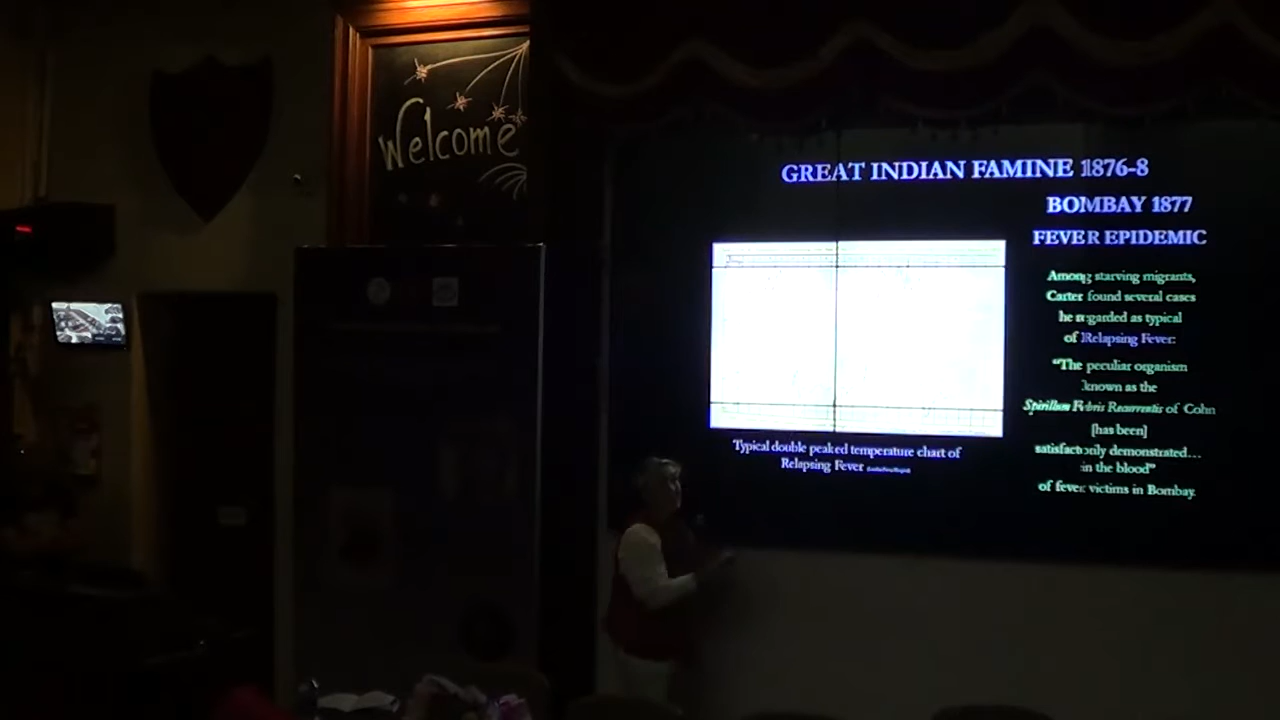 Welcome
GREAT INDIAN FAMINE 1876-8
BOMBAY 1877
FEVER EPIDEMIC
Among starving migrants,
Carter found several cases
he regarded as typical
of Relapsing Fever:
"The peculiar organism
known as the
Spirillum Febris Recurrentis of Cohn
[has been]
satisfactorily demonstrated...
in the blood"
of fever victims in Bombay.
Typical double peaked temperature chart of
Relapsing Fever